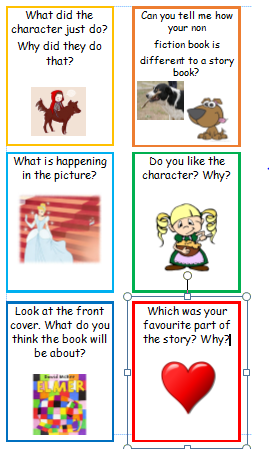 What did the
character just do?
Why did they do
that?
Can you tell me how
your non
fiction book is
different to a story
book?
What is happening
in the picture?
Do you like the
character? Why?
Look at the front
cover. What do you
think the book will
be about?
David McKee
ELMER
Which was your
favourite part of
the story? Why?